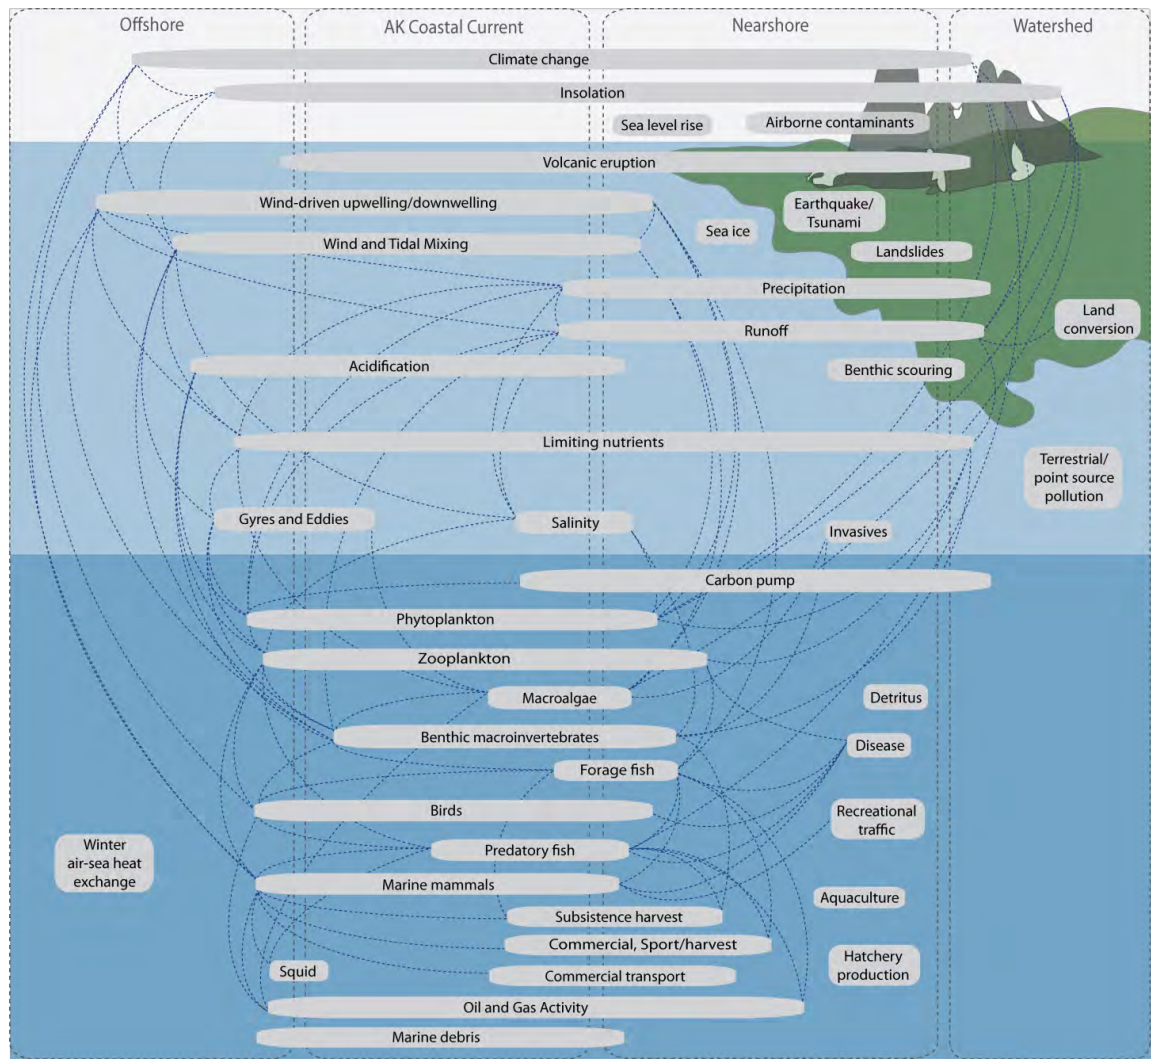 Offshore
AK Coastal Current
Nearshore
Watershed
Climate change
Insolation
Sea level rise
Airborne contaminants
Volcanic eruption
Wind-driven upwelling/downwelling
Earthquake/
Tsunami
Sea ice
Wind and Tidal Mixing
Landslides
Precipitation
Land
conversion
Runoff
Acidification
Benthic scouring
Limiting nutrients
Terrestrial/
point source
pollution
Gyres and Eddies
Salinity
Invasives
Carbon pump
Phytoplankton
Zooplankton
Macroalgae
Detritus
Benthic macroinvertebrates
Disease
Forage fish
Birds
Recreational
traffic
Winter
air-sea heat
exchange
Predatory fish
Marine mammals
Aquaculture
Subsistence harvest
Commercial, Sport/harvest
Hatchery
production
Squid
Commercial transport
Oil and Gas Activity
Marine debris